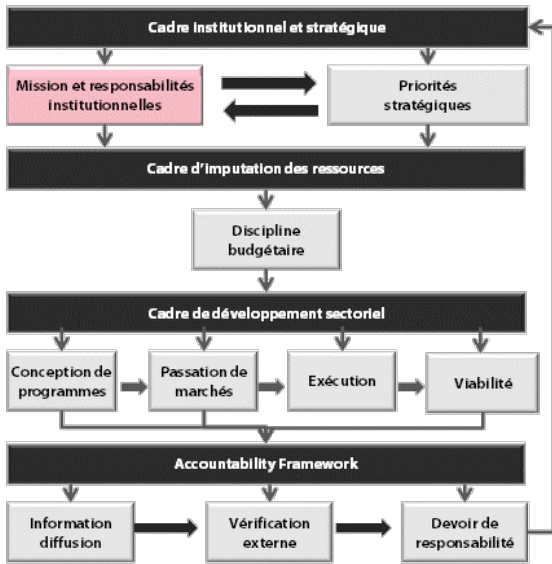 Cadre institutionnel et stratégique
Mission et responsabilités
institutionnelles
Priorités
stratégiques
Cadre d'imputation des ressources
Discipline
budgétaire
Cadre de développement sectoriel
Conception de
programmes
Passation de
marchés
Exécution
Viabilité
Accountability Framework
Information
diffusion
Vérification
externe
Devoir de
responsabilité